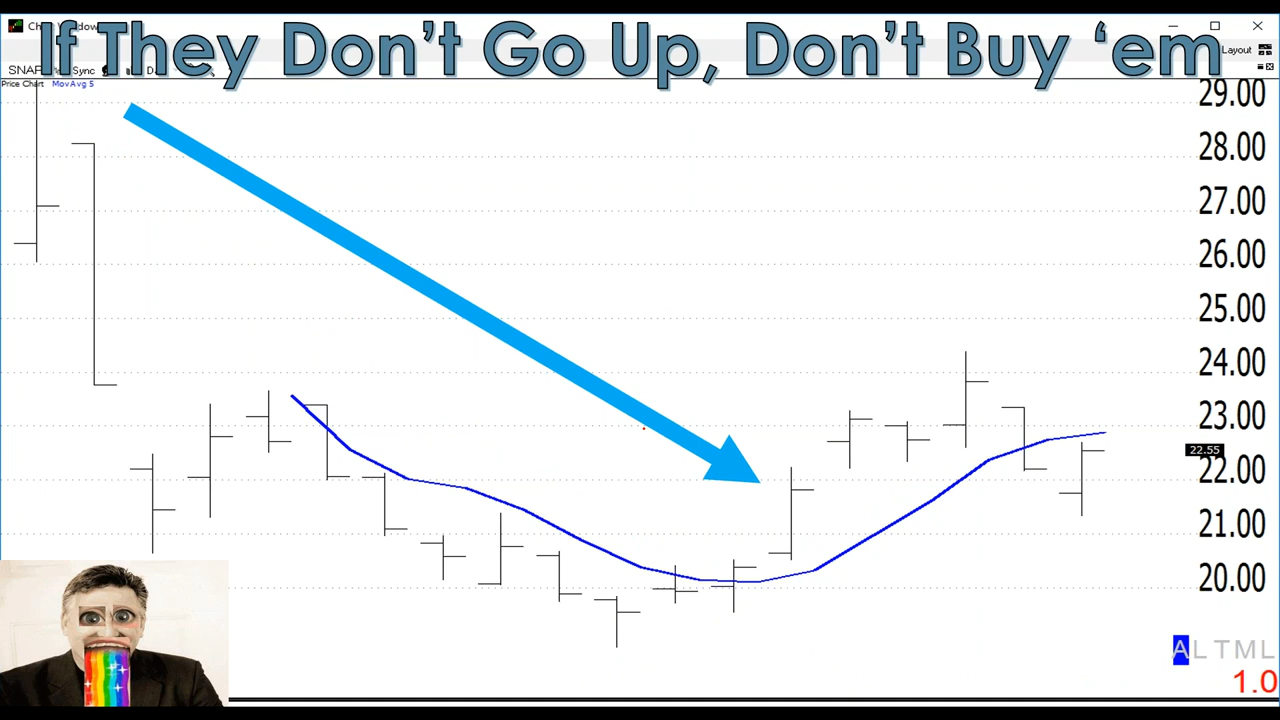 If They Don't Go Up, Don't Buy ‘em
Layout
SNAP Sync
Price Chart MovAvg 5
29.00
28.00
27.00
26.00
25.00
24.00
23.00
22.55
22.00
21.00
20.00
ALTML
1.0